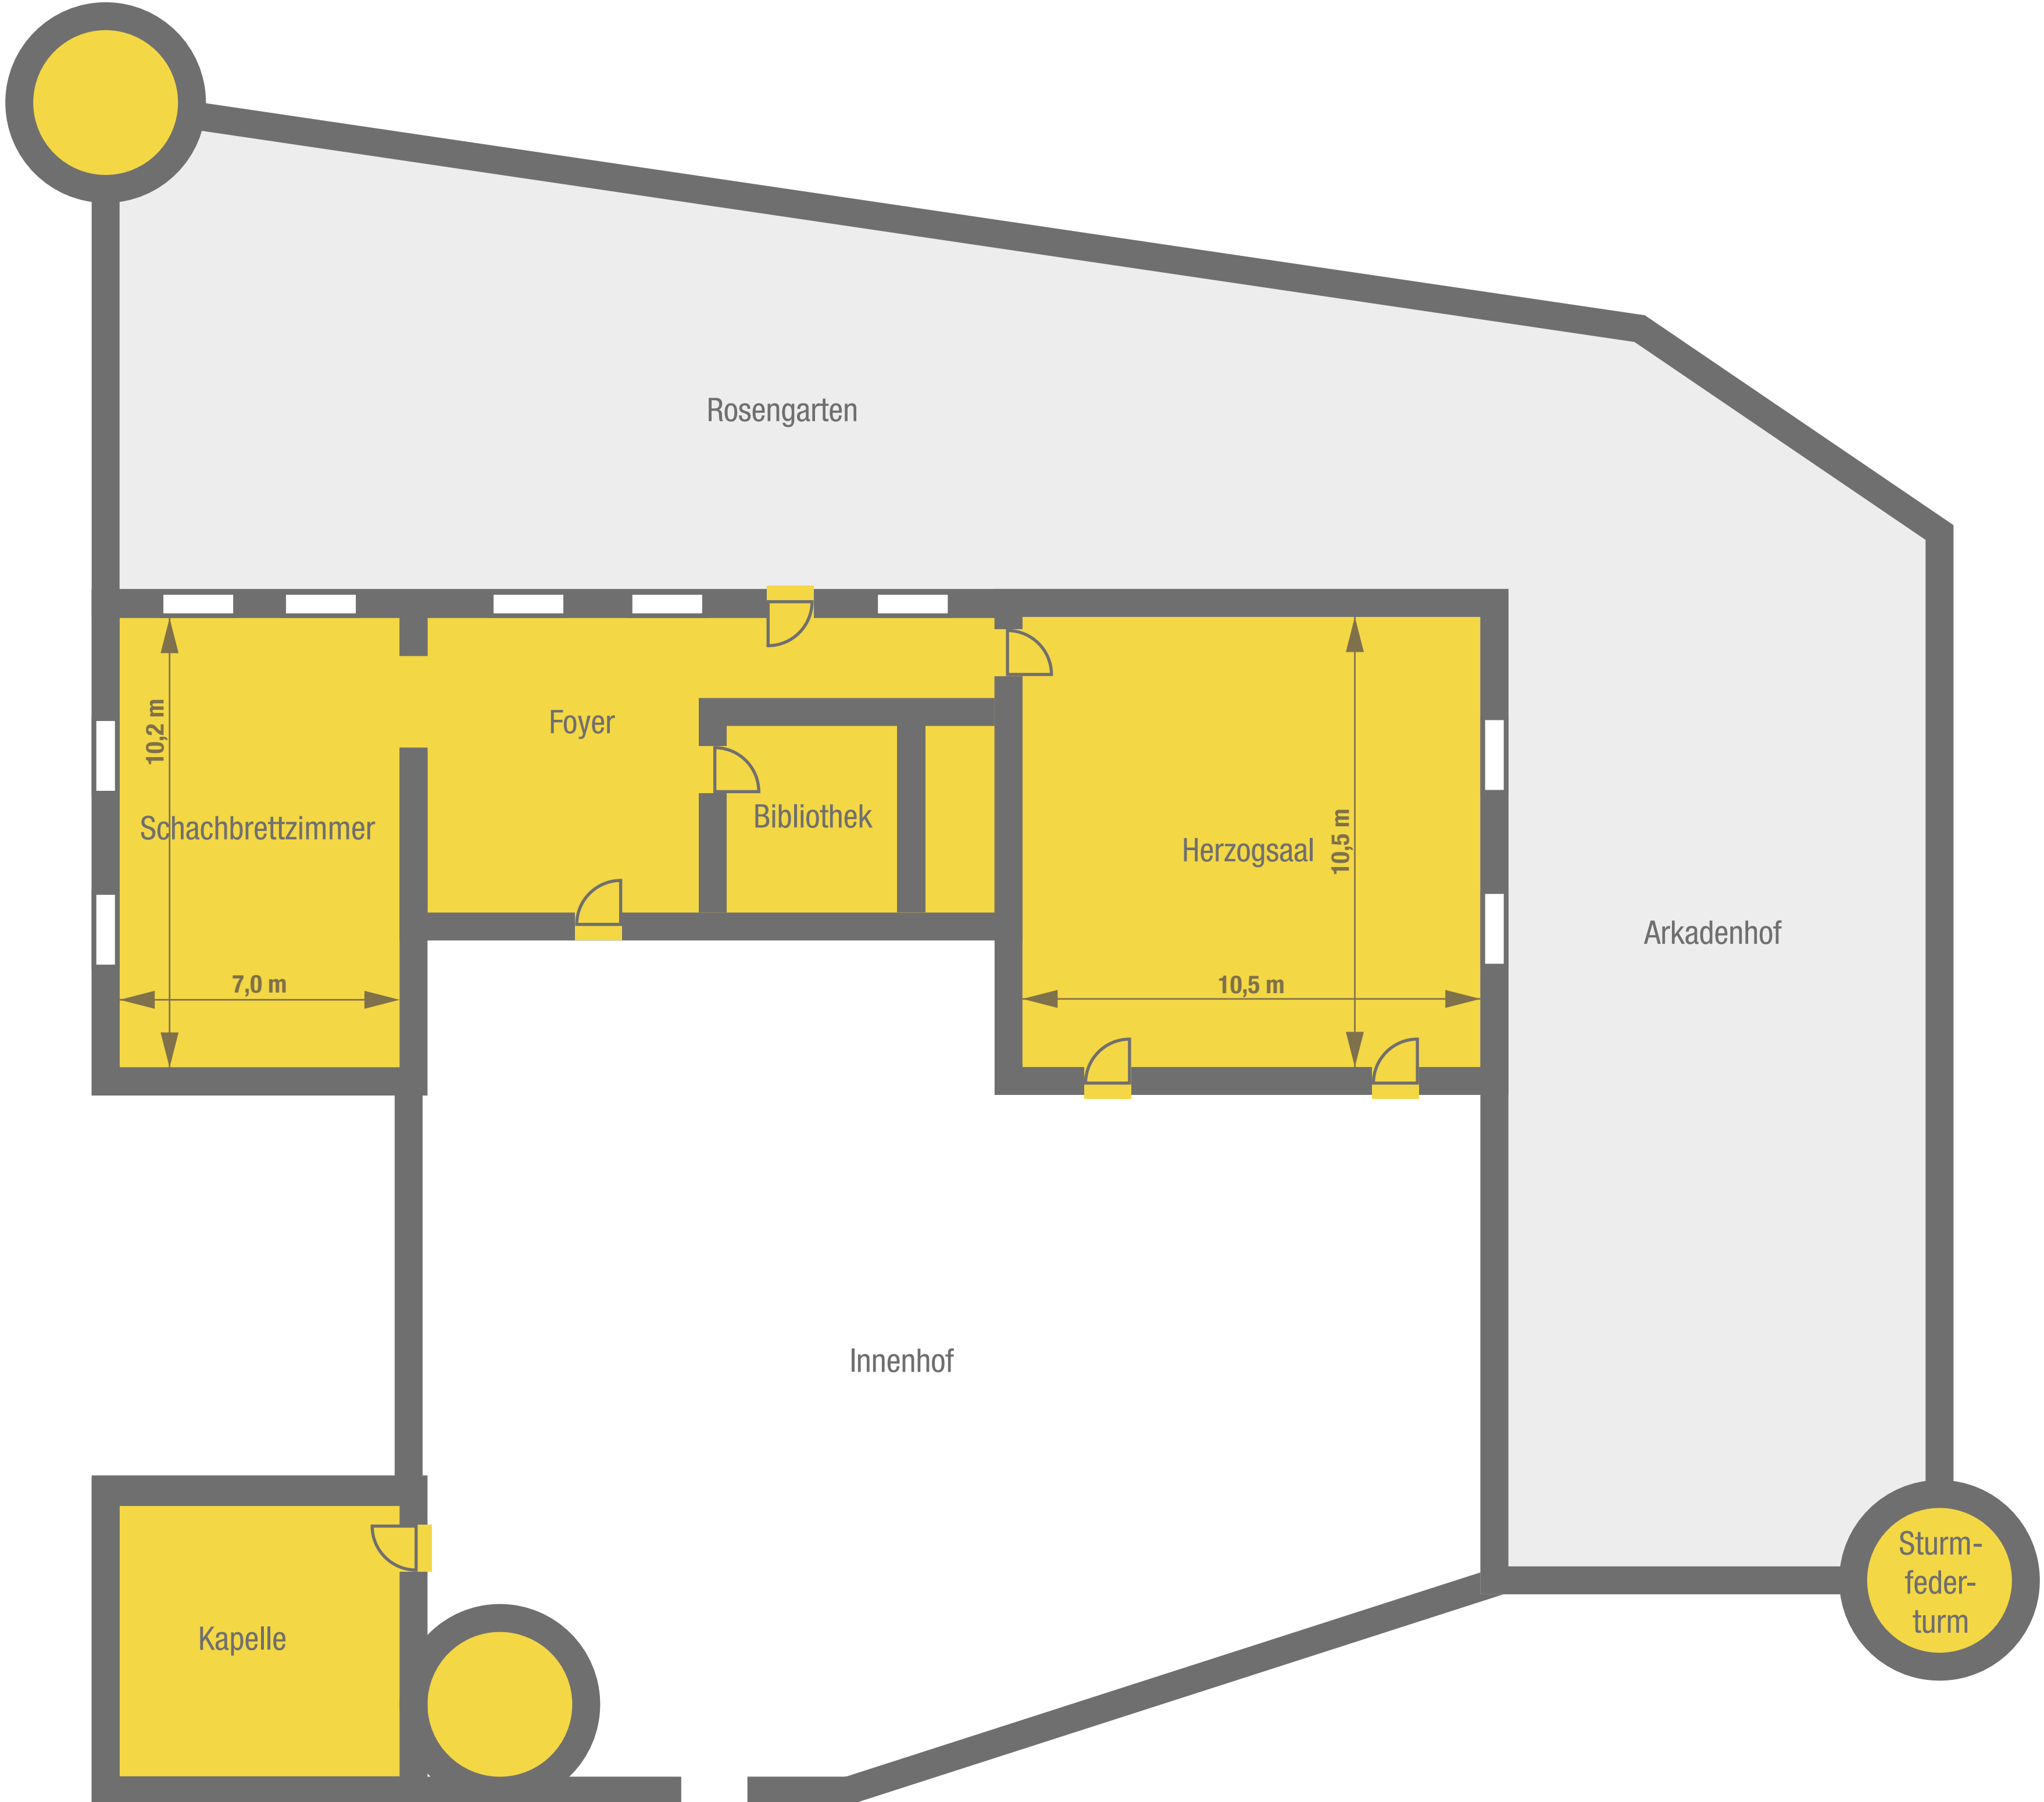 Rosengarten
10,2 m
Foyer
Bibliothek
Schachbrettzimmer
Herzogsaal
10,5 m
Arkadenhof
7,0 m
10,5 m
Innenhof
Sturm-
feder-
turm
Kapelle